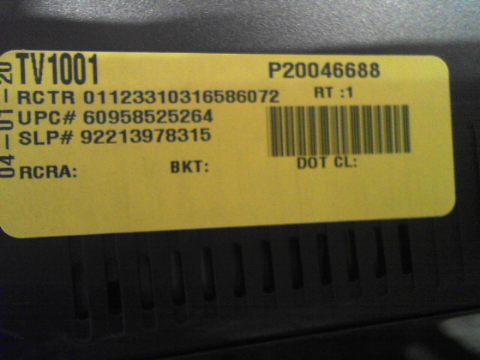 TV1001 P20046688
RCTR 01123310316586072 RT :1
UPC# 60958525264
SLP# 92213978315
RCRA: BKT: DOT CL:
04-01-20